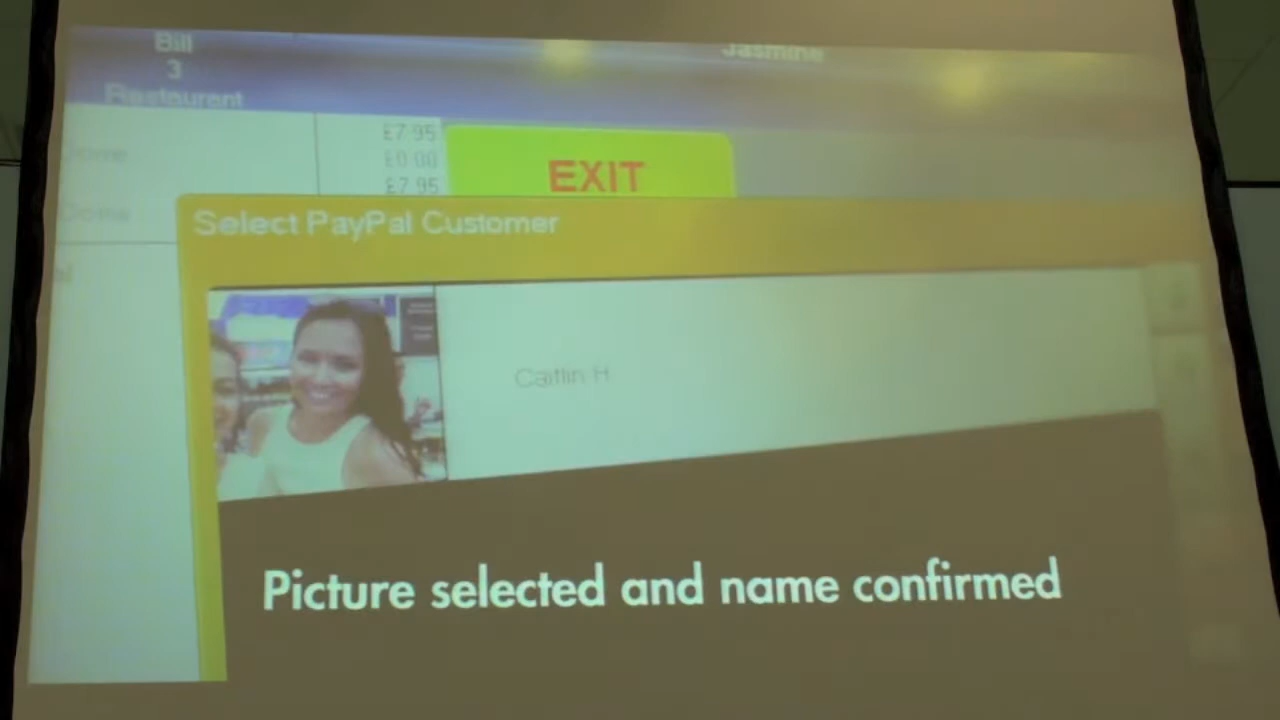 Bill
3
Restaurant
Jasmine
£7.95
£0.00
£7.95
EXIT
Select PayPal Customer
Caitlin H
Picture selected and name confirmed